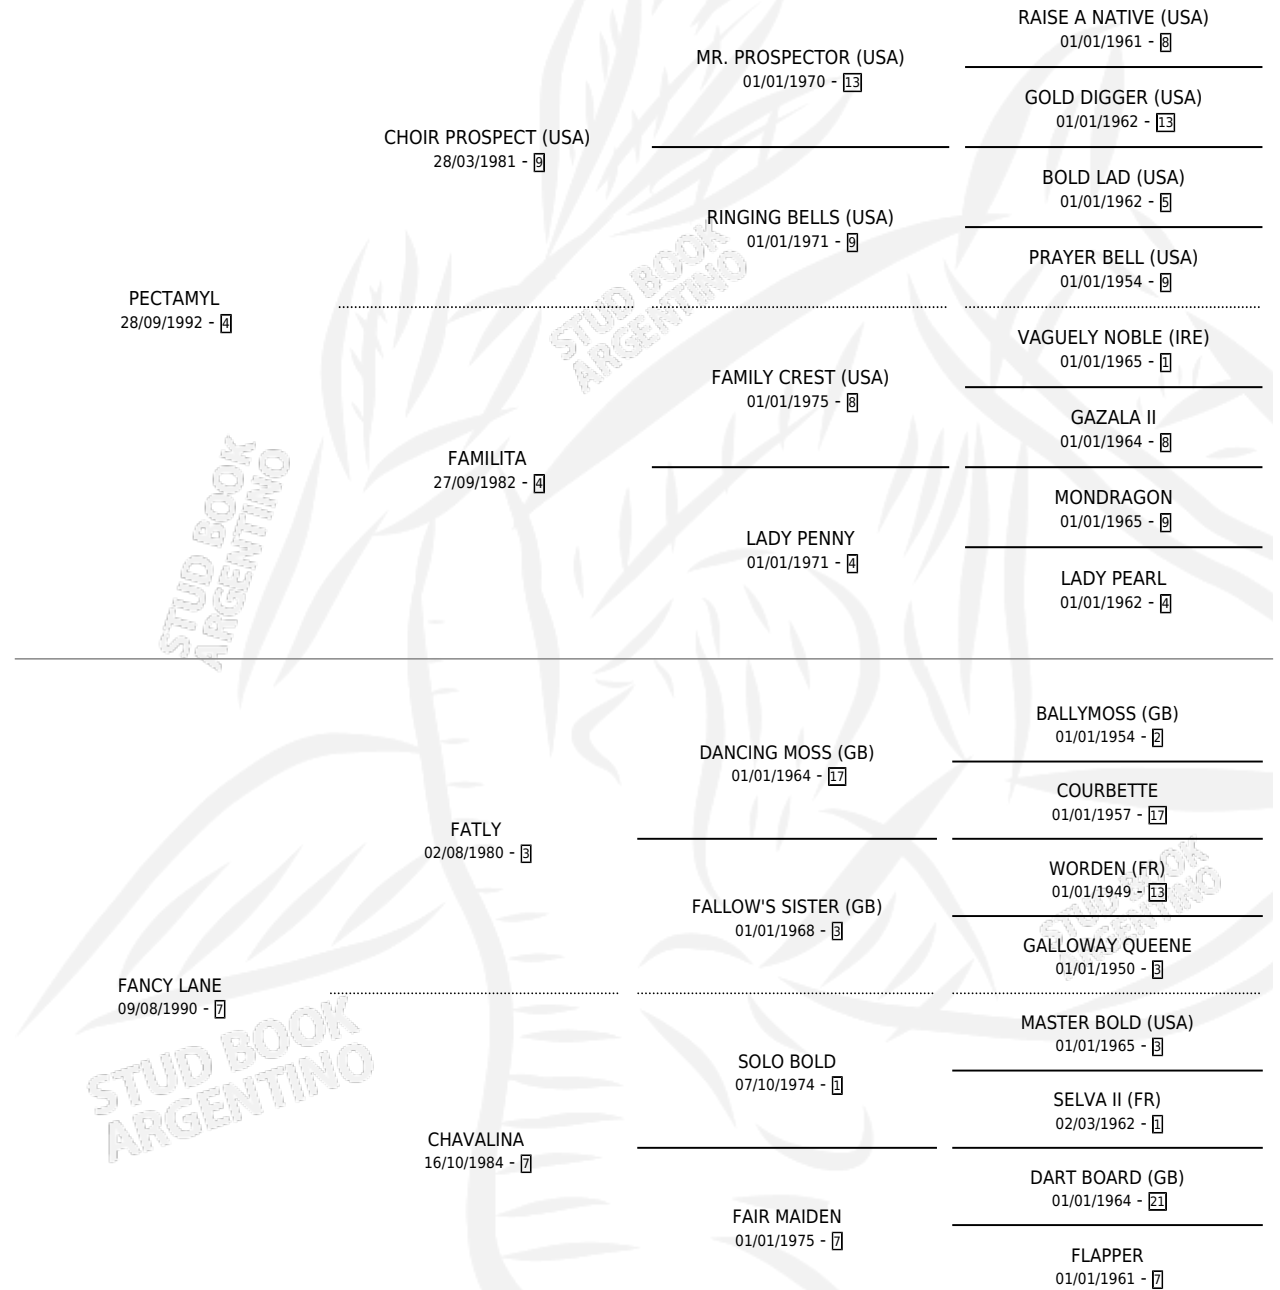 RAISE A NATIVE (USA)
01/01/1961 - 8
MR. PROSPECTOR (USA)
01/01/1970 - 13
GOLD DIGGER (USA)
01/01/1962 - 13
CHOIR PROSPECT (USA)
28/03/1981 - 9
BOLD LAD (USA)
01/01/1962 - 5
RINGING BELLS (USA)
01/01/1971 - 9
PRAYER BELL (USA)
01/01/1954 - 9
PECTAMYL
28/09/1992 - 4
STUD BOOK
ARGENTINO
VAGUELY NOBLE (IRE)
01/01/1965 - 1
FAMILY CREST (USA)
01/01/1975 - 8
GAZALA II
01/01/1964 - 8
FAMILITA
27/09/1982 - 4
MONDRAGON
01/01/1965 - 9
LADY PENNY
01/01/1971 - 4
LADY PEARL
01/01/1962 - 4
STUD BOOK
ARGENTINO
BALLYMOSS (GB)
01/01/1954 - 2
DANCING MOSS (GB)
01/01/1964 - 17
COURBETTE
01/01/1957 - 17
FATLY
02/08/1980 - 3
WORDEN (FR)
01/01/1949 - 13
FALLOW'S SISTER (GB)
01/01/1968 - 3
GALLOWAY QUEENE
01/01/1950 - 3
STUD BOOK
ARGENTINO
FANCY LANE
09/08/1990 - 7
MASTER BOLD (USA)
01/01/1965 - 3
SOLO BOLD
07/10/1974 - 1
SELVA II (FR)
02/03/1962 - 1
STUD BOOK
ARGENTINO
CHAVALINA
16/10/1984 - 7
DART BOARD (GB)
01/01/1964 - 21
FAIR MAIDEN
01/01/1975 - 7
FLAPPER
01/01/1961 - 7